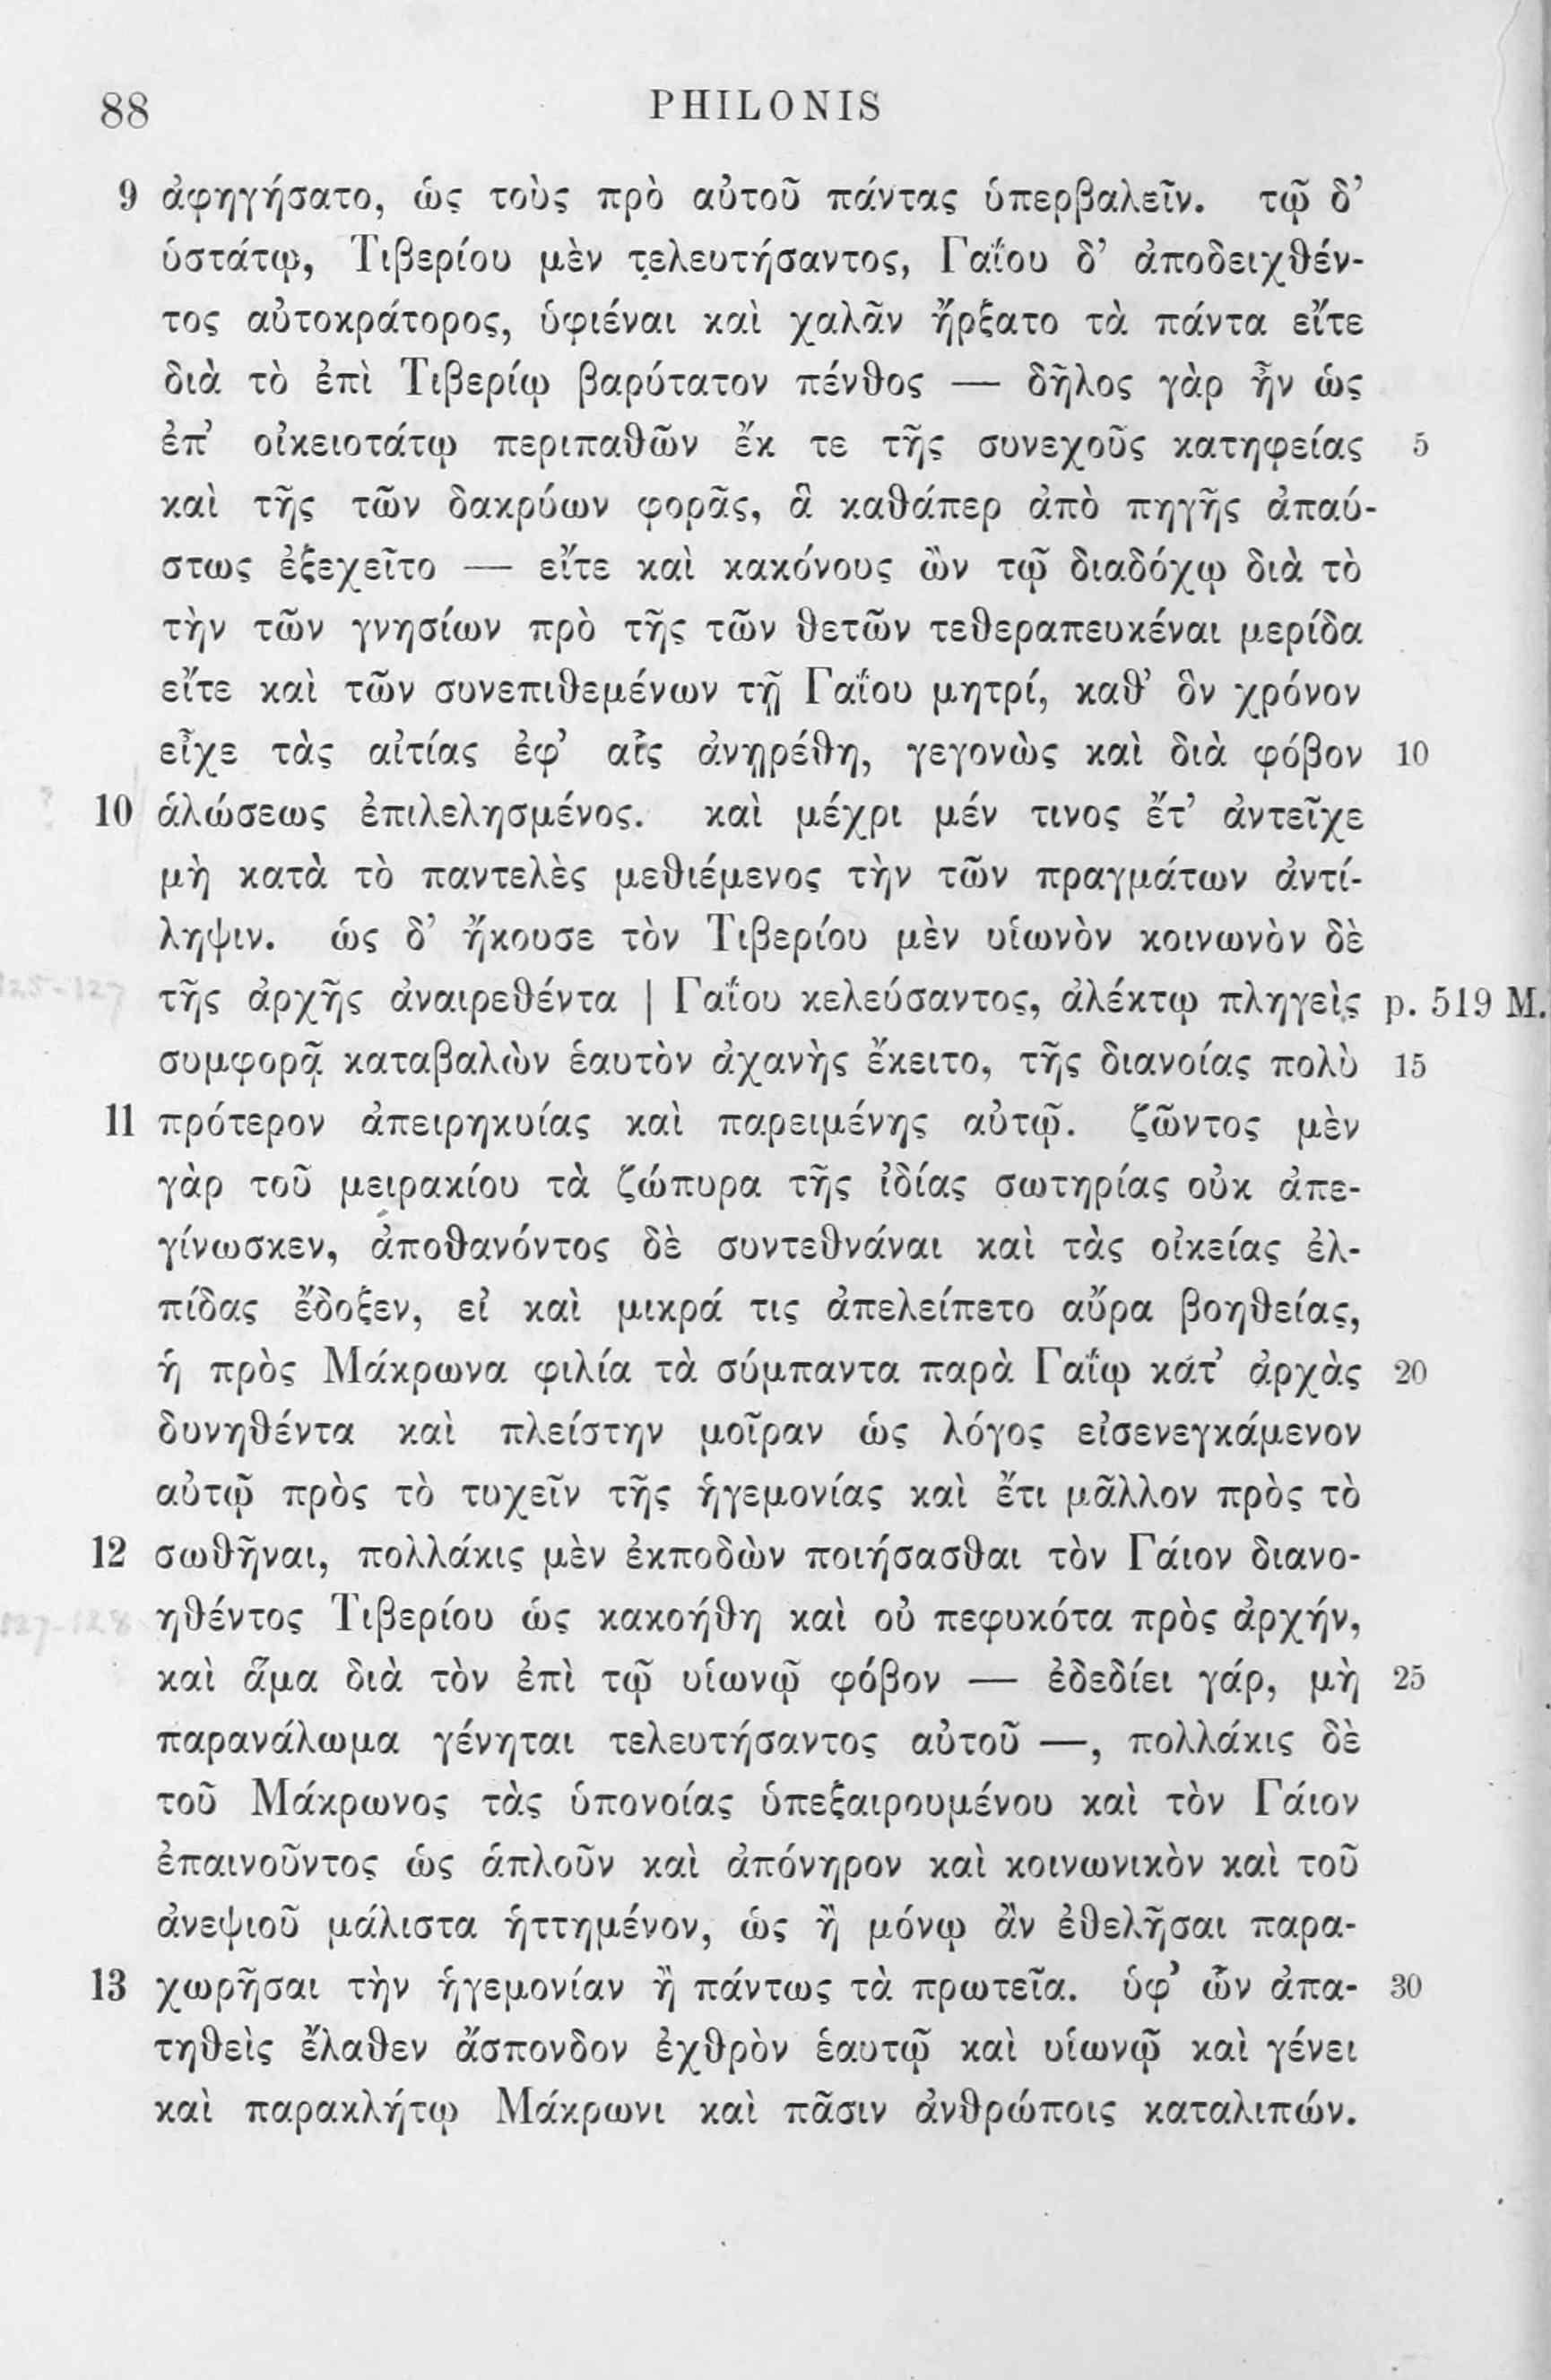 88 PHILONIS
9 ἀφηγήσατο, ὡς τοὺς πρὸ αὐτοῦ πάντας ὑπερβαλεῖν. τῷ δ’
ὑστάτῳ, Τιβερίου μὲν τελευτήσαντος, Γαΐου δ’ ἀποδειχθέν-
τος αὐτοκράτορος, ὑφιέναι καὶ χαλᾶν ἤρξατο τὰ πάντα εἴτε
διὰ τὸ ἐπὶ Τιβερίῳ βαρύτατον πένθος — δῆλος γὰρ ἦν ὡς
ἐπ’ οἰκειοτάτῳ περιπαθῶν ἔκ τε τῆς συνεχοῦς κατηφείας 5
καὶ τῆς τῶν δακρύων φορᾶς, ἃ καθάπερ ἀπὸ πηγῆς ἀπαύ-
στως ἐξεχεῖτο — εἴτε καὶ κακόνους ὢν τῷ διαδόχῳ διὰ τὸ
τὴν τῶν γνησίων πρὸ τῆς τῶν θετῶν τεθεραπευκέναι μερίδα
εἴτε καὶ τῶν συνεπιθεμένων τῇ Γαΐου μητρί, καθ’ ὃν χρόνον
εἶχε τὰς αἰτίας ἐφ’ αἷς ἀνῃρέθη, γεγονὼς καὶ διὰ φόβον 10
10 ἁλώσεως ἐπιλελησμένος. καὶ μέχρι μέν τινος ἔτ’ ἀντεῖχε
μὴ κατὰ τὸ παντελὲς μεθιέμενος τὴν τῶν πραγμάτων ἀντί-
ληψιν. ὡς δ’ ἤκουσε τὸν Τιβερίου μὲν υἱωνὸν κοινωνὸν δὲ
τῆς ἀρχῆς ἀναιρεθέντα | Γαΐου κελεύσαντος, ἀλέκτῳ πληγεὶς p. 519 M.
συμφορᾷ καταβαλὼν ἑαυτὸν ἀχανὴς ἔκειτο, τῆς διανοίας πολὺ 15
11 πρότερον ἀπειρηκυίας καὶ παρειμένης αὐτῷ. ζῶντος μὲν
γὰρ τοῦ μειρακίου τὰ ζώπυρα τῆς ἰδίας σωτηρίας οὐκ ἀπε-
γίνωσκεν, ἀποθανόντος δὲ συντεθνάναι καὶ τὰς οἰκείας ἐλ-
πίδας ἔδοξεν, εἰ καὶ μικρά τις ἀπελείπετο αὔρα βοηθείας,
ἡ πρὸς Μάκρωνα φιλία τὰ σύμπαντα παρὰ Γαΐῳ κατ’ ἀρχὰς 20
δυνηθέντα καὶ πλείστην μοῖραν ὡς λόγος εἰσενεγκάμενον
αὐτῷ πρὸς τὸ τυχεῖν τῆς ἡγεμονίας καὶ ἔτι μᾶλλον πρὸς τὸ
12 σωθῆναι, πολλάκις μὲν ἐκποδὼν ποιήσασθαι τὸν Γάιον διανο-
ηθέντος Τιβερίου ὡς κακοήθη καὶ οὐ πεφυκότα πρὸς ἀρχήν,
καὶ ἅμα διὰ τὸν ἐπὶ τῷ υἱωνῷ φόβον — ἐδεδίει γάρ, μὴ 25
παρανάλωμα γένηται τελευτήσαντος αὐτοῦ —, πολλάκις δὲ
τοῦ Μάκρωνος τὰς ὑπονοίας ὑπεξαιρουμένου καὶ τὸν Γάιον
ἐπαινοῦντος ὡς ἁπλοῦν καὶ ἀπόνηρον καὶ κοινωνικὸν καὶ τοῦ
ἀνεψιοῦ μάλιστα ἡττημένον, ὡς ἢ μόνῳ ἂν ἐθελῆσαι παρα-
13 χωρῆσαι τὴν ἡγεμονίαν ἢ πάντως τὰ πρωτεῖα. ὑφ’ ὧν ἀπα- 30
τηθεὶς ἔλαθεν ἄσπονδον ἐχθρὸν ἑαυτῷ καὶ υἱωνῷ καὶ γένει
καὶ παρακλήτῳ Μάκρωνι καὶ πᾶσιν ἀνθρώποις καταλιπών.